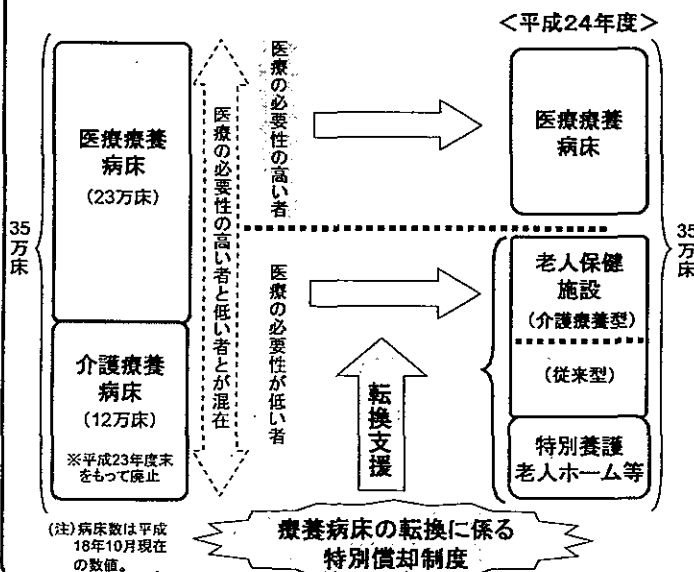 <平成24年度>
35万床
医療療養
病床
(23万床)
介護療養
病床
(12万床)
※平成23年度末
をもって廃止
(注)病床数は平成
18年10月現在
の数値。
医療の必要性の高い者と低い者とが混在
医療の必要性の高い者
医療の必要性が低い者
転換支援
療養病床の転換に係る
特別償却制度
医療療養
病床
老人保健
施設
(介護療養型)
(従来型)
特別養護
老人ホーム等
35万床